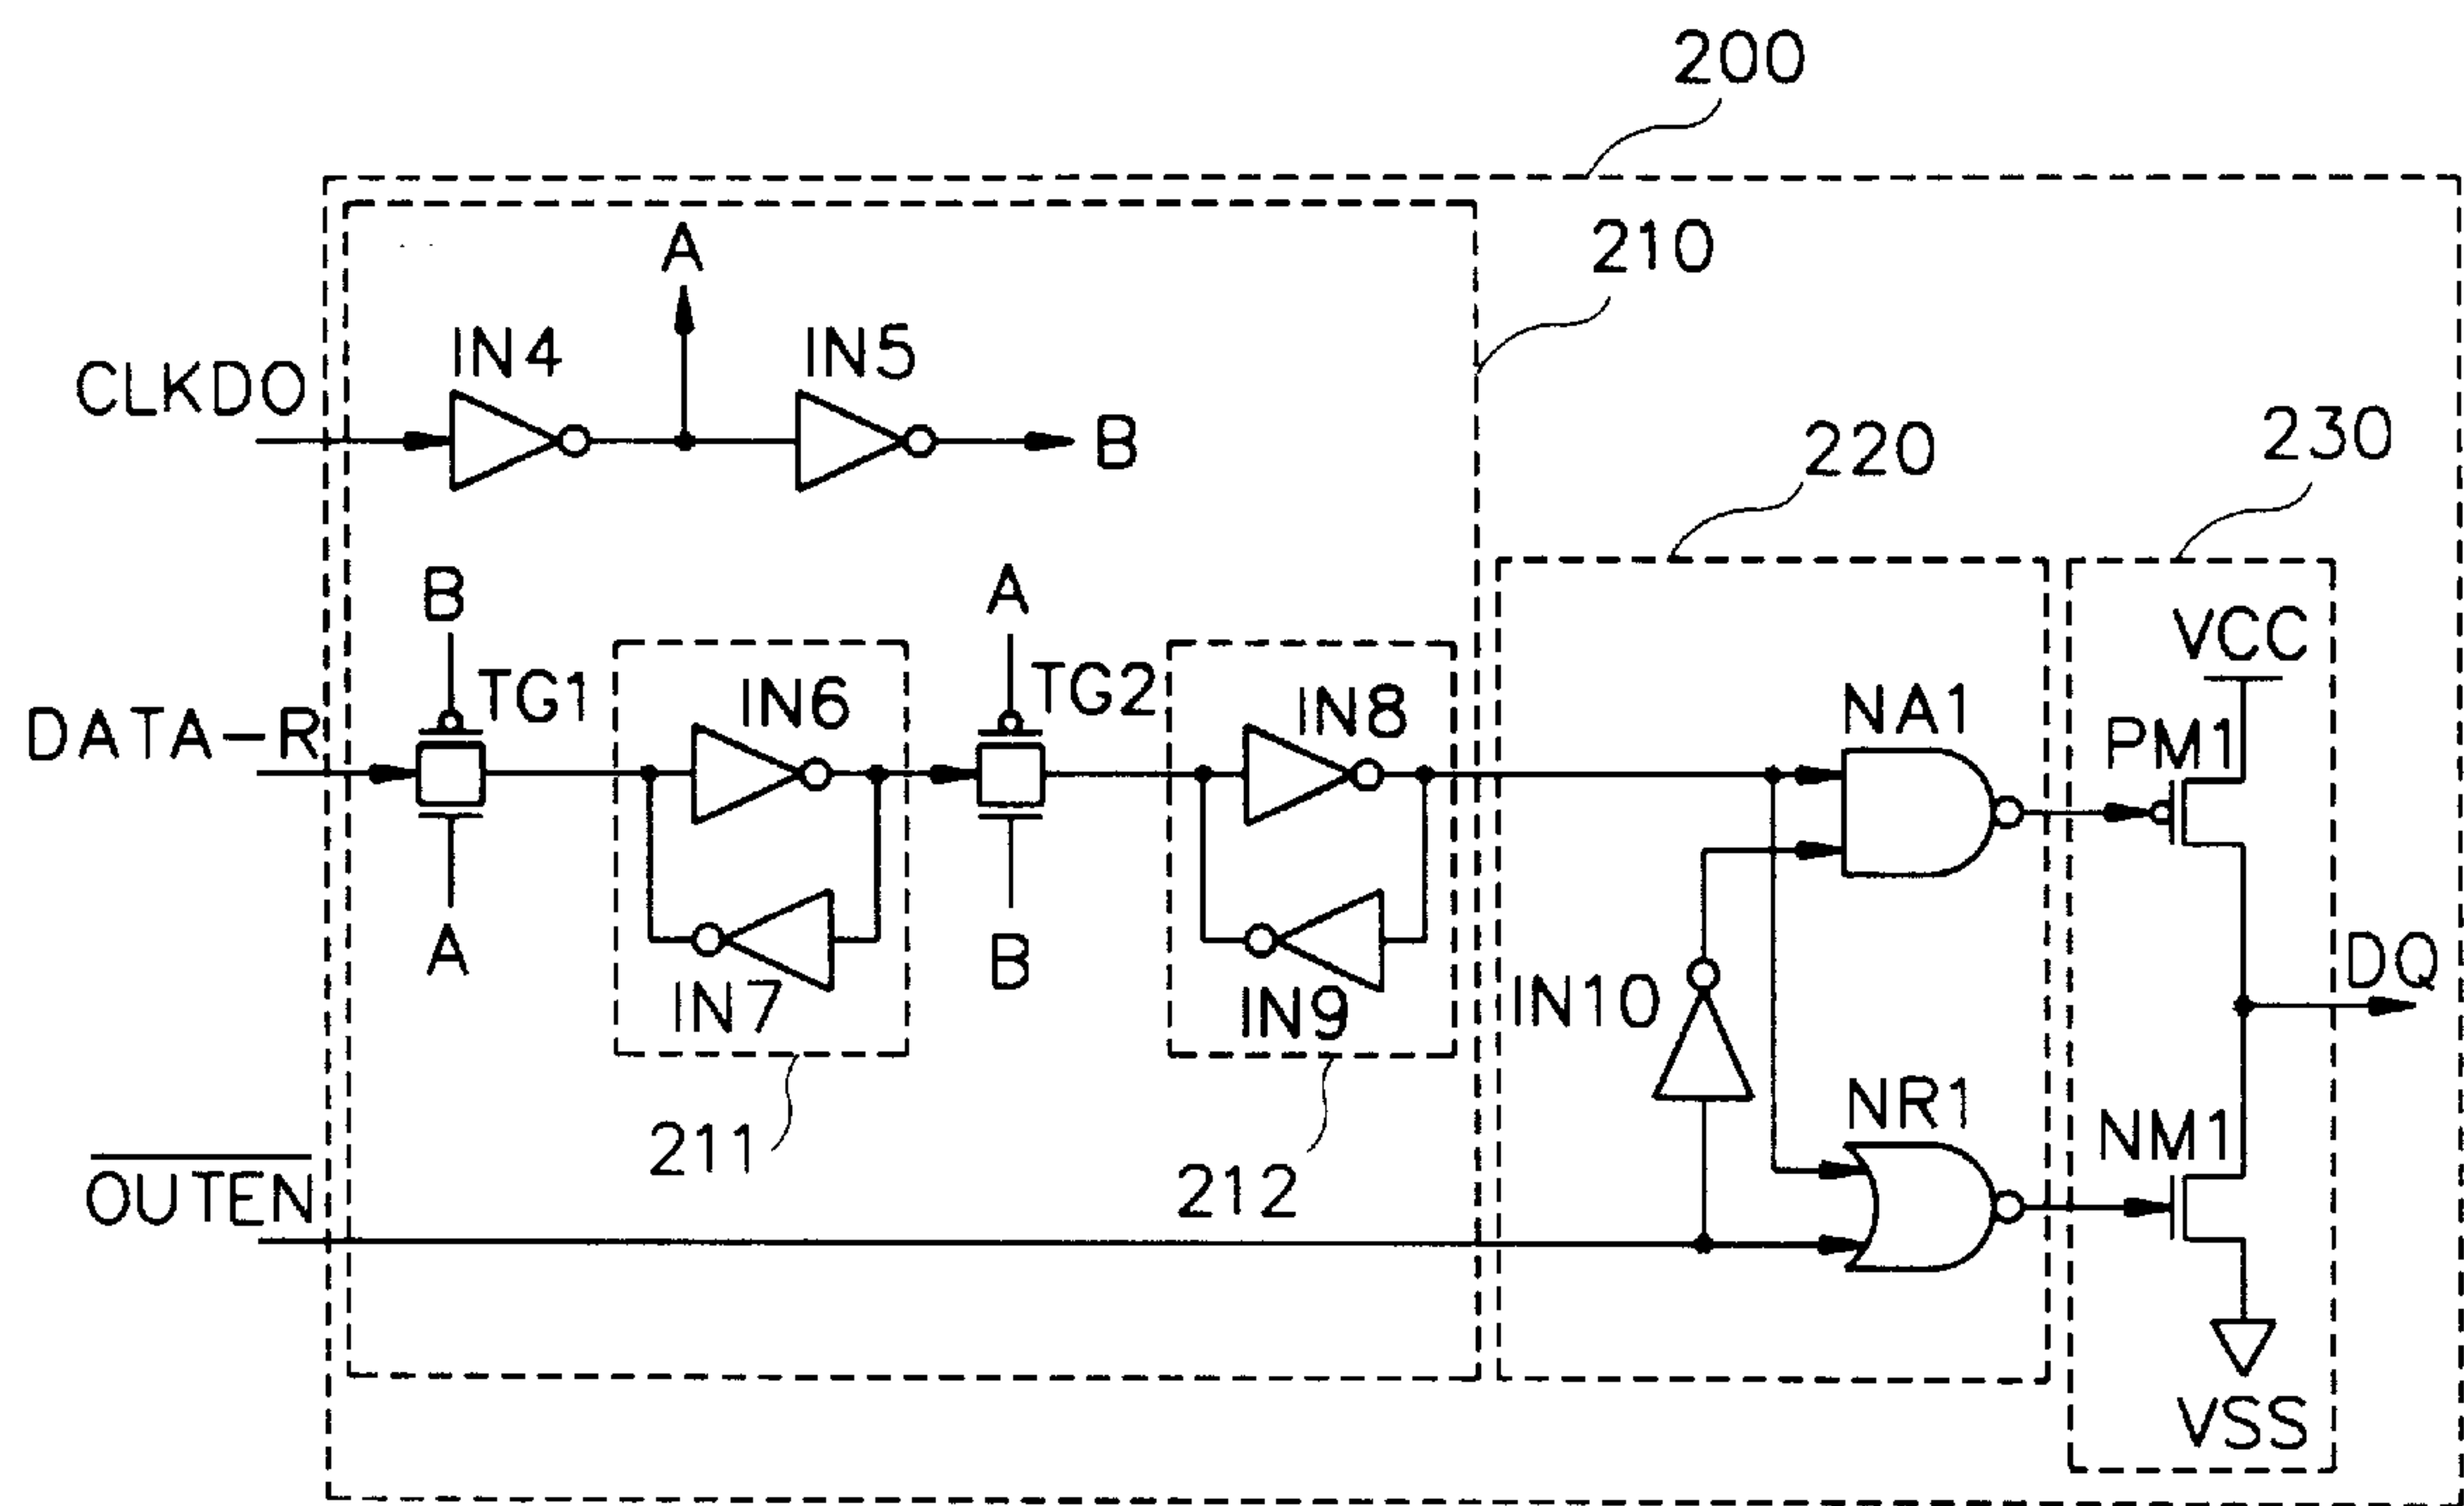 200
210
A
IN4
IN5
CLKDO
B
220
230
B
A
VCC
TG1
IN6
TG2
IN8
NA1
DATA-R
PM1
A
B
IN7
IN9
IN10
DQ
NR1
NM1
211
212
OUTEN
VSS